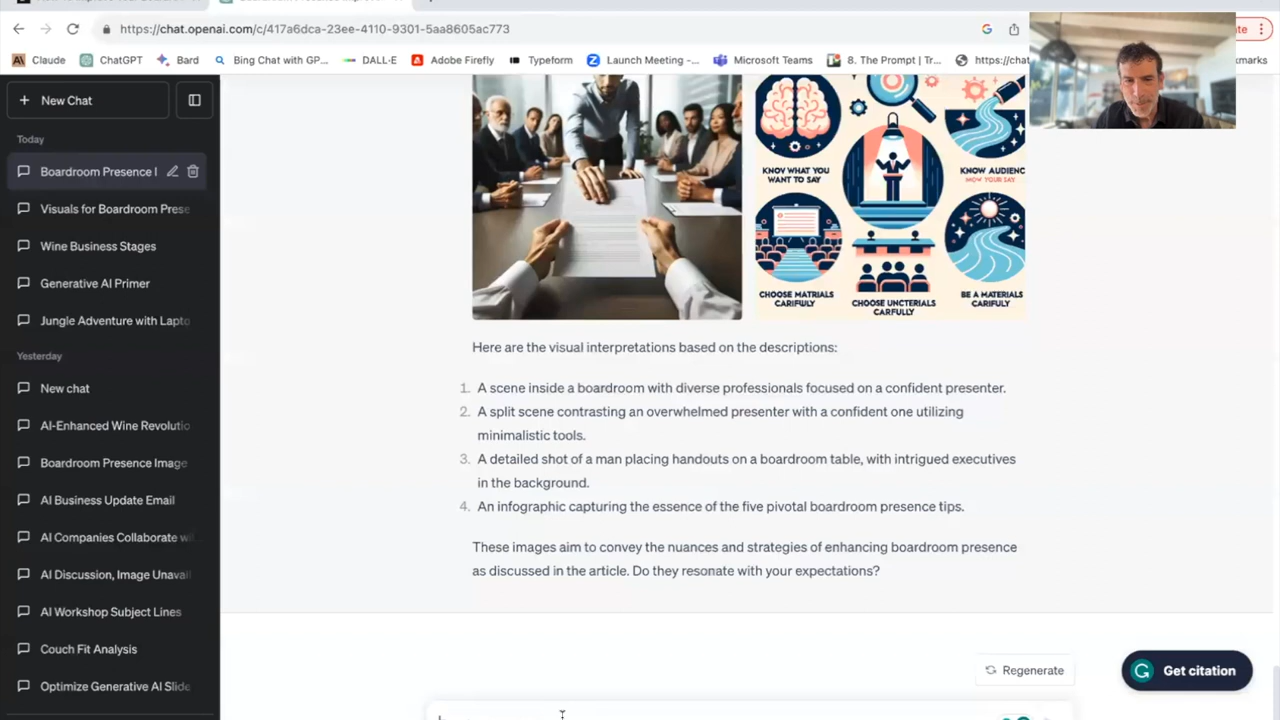 https://chat.openai.com/c/417a6dca-23ee-4110-9301-5aa8605ac773
Claude
ChatGPT
Bard
Bing Chat with GP...
DALL·E
Adobe Firefly
Typeform
Launch Meeting -...
Microsoft Teams
8. The Prompt | Tr...
https://chat
kmarks
New Chat
Today
Boardroom Presence I
Visuals for Boardroom Prese
Wine Business Stages
Generative AI Primer
Jungle Adventure with Lapto
Yesterday
New chat
AI-Enhanced Wine Revolutio
Boardroom Presence Image
AI Business Update Email
AI Companies Collaborate wi
AI Discussion, Image Unavai
AI Workshop Subject Lines
Couch Fit Analysis
Optimize Generative AI Slide
KNOV WHAT YOU
WANT TO SAY
KNOW AUDIENC
CHOOSE MATRIALS
CARIFWLY
CHOOSE UNCTERIALS
CARFULLY
BE A MATERIALS
CARIFULY
Here are the visual interpretations based on the descriptions:
1. A scene inside a boardroom with diverse professionals focused on a confident presenter.
2. A split scene contrasting an overwhelmed presenter with a confident one utilizing
minimalistic tools.
3. A detailed shot of a man placing handouts on a boardroom table, with intrigued executives
in the background.
4. An infographic capturing the essence of the five pivotal boardroom presence tips.
These images aim to convey the nuances and strategies of enhancing boardroom presence
as discussed in the article. Do they resonate with your expectations?
Regenerate
Get citation